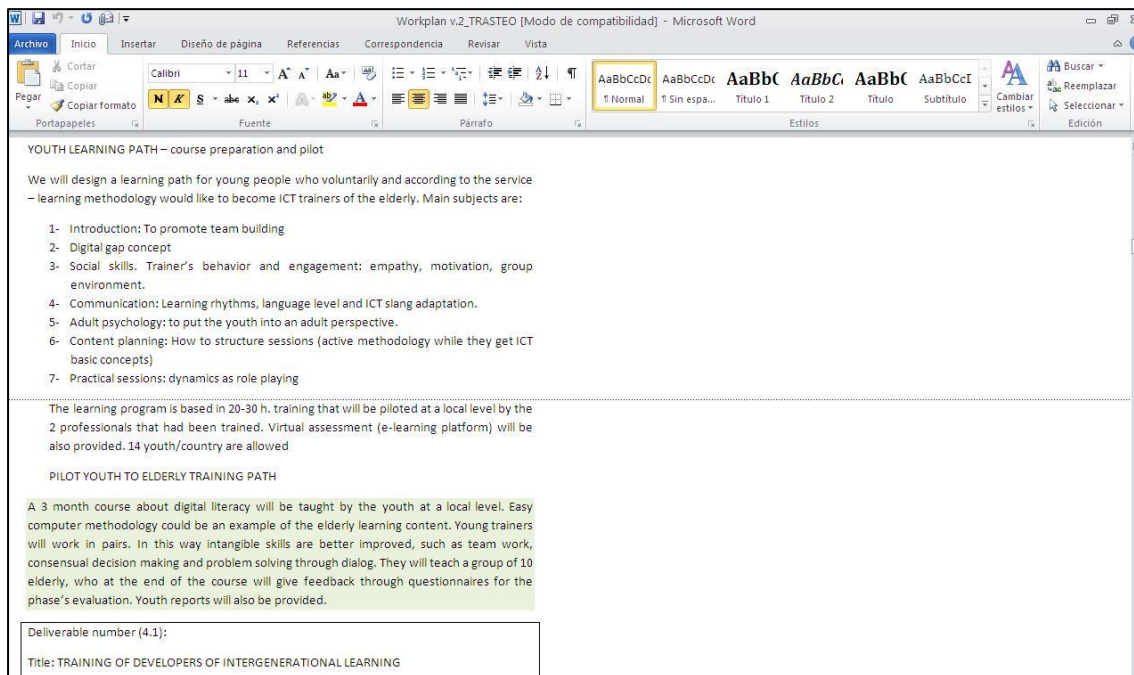 Workplan v.2_TRASTEO [Modo de compatibilidad] - Microsoft Word
Archivo Inicio Insertar Diseño de página Referencias Correspondencia Revisar Vista
Pegar
Cortar
Copiar
Copiar formato
Portapapeles
Calibri 11
N K S abc x₂ x²
Fuente
Párrafo
AaBbCcDc AaBbCcDc AaBb( AaBbC( AaBb( AaBbCcI
¶ Normal ¶ Sin espa... Título 1 Título 2 Título Subtítulo
Cambiar
estilos
Estilos
Buscar
Reemplazar
Seleccionar
Edición
YOUTH LEARNING PATH – course preparation and pilot
We will design a learning path for young people who voluntarily and according to the service
– learning methodology would like to become ICT trainers of the elderly. Main subjects are:
1- Introduction: To promote team building
2- Digital gap concept
3- Social skills. Trainer's behavior and engagement: empathy, motivation, group
environment.
4- Communication: Learning rhythms, language level and ICT slang adaptation.
5- Adult psychology: to put the youth into an adult perspective.
6- Content planning: How to structure sessions (active methodology while they get ICT
basic concepts)
7- Practical sessions: dynamics as role playing
The learning program is based in 20-30 h. training that will be piloted at a local level by the
2 professionals that had been trained. Virtual assessment (e-learning platform) will be
also provided. 14 youth/country are allowed
PILOT YOUTH TO ELDERLY TRAINING PATH
A 3 month course about digital literacy will be taught by the youth at a local level. Easy
computer methodology could be an example of the elderly learning content. Young trainers
will work in pairs. In this way intangible skills are better improved, such as team work,
consensual decision making and problem solving through dialog. They will teach a group of 10
elderly, who at the end of the course will give feedback through questionnaires for the
phase's evaluation. Youth reports will also be provided.
Deliverable number (4.1):
Title: TRAINING OF DEVELOPERS OF INTERGENERATIONAL LEARNING